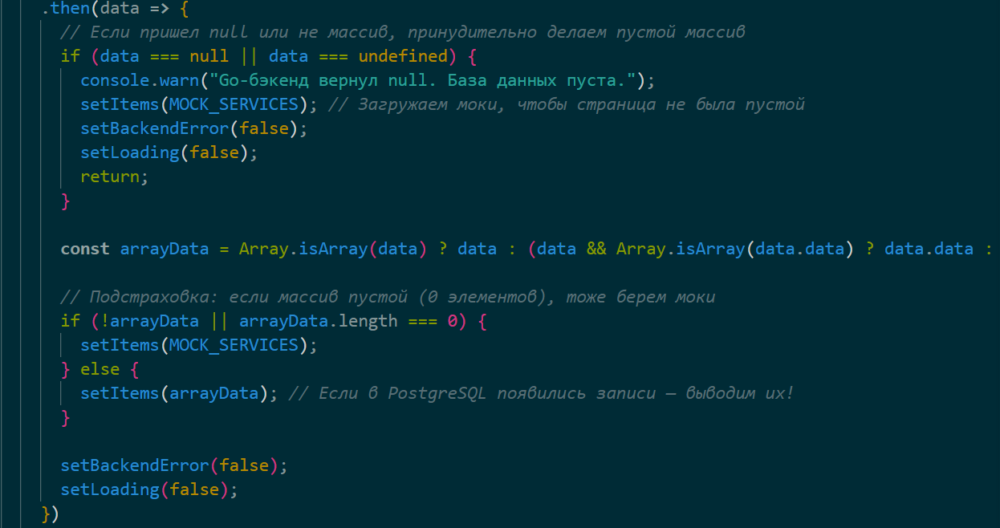 .then(data => {
// Если пришел null или не массив, принудительно делаем пустой массив
if (data === null || data === undefined) {
console.warn("Go-бэкенд вернул null. База данных пуста.");
setItems(MOCK_SERVICES); // Загружаем моки, чтобы страница не была пустой
setBackendError(false);
setLoading(false);
return;
}
const arrayData = Array.isArray(data) ? data : (data && Array.isArray(data.data) ? data.data :
// Подстраховка: если массив пустой (0 элементов), тоже берем моки
if (!arrayData || arrayData.length === 0) {
setItems(MOCK_SERVICES);
} else {
setItems(arrayData); // Если в PostgreSQL появились записи — выводим их!
}
setBackendError(false);
setLoading(false);
})